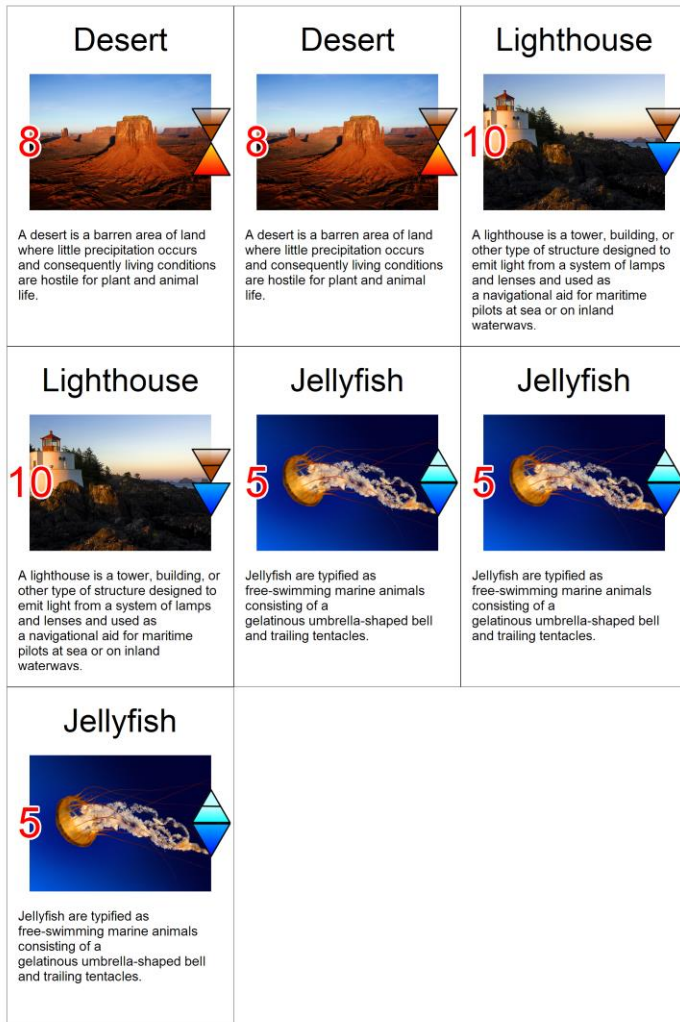 Desert
8
A desert is a barren area of land
where little precipitation occurs
and consequently living conditions
are hostile for plant and animal
life.
Desert
8
A desert is a barren area of land
where little precipitation occurs
and consequently living conditions
are hostile for plant and animal
life.
Lighthouse
10
A lighthouse is a tower, building, or
other type of structure designed to
emit light from a system of lamps
and lenses and used as
a navigational aid for maritime
pilots at sea or on inland
waterways.
Lighthouse
10
A lighthouse is a tower, building, or
other type of structure designed to
emit light from a system of lamps
and lenses and used as
a navigational aid for maritime
pilots at sea or on inland
waterways.
Jellyfish
5
Jellyfish are typified as
free-swimming marine animals
consisting of a
gelatinous umbrella-shaped bell
and trailing tentacles.
Jellyfish
5
Jellyfish are typified as
free-swimming marine animals
consisting of a
gelatinous umbrella-shaped bell
and trailing tentacles.
Jellyfish
5
Jellyfish are typified as
free-swimming marine animals
consisting of a
gelatinous umbrella-shaped bell
and trailing tentacles.